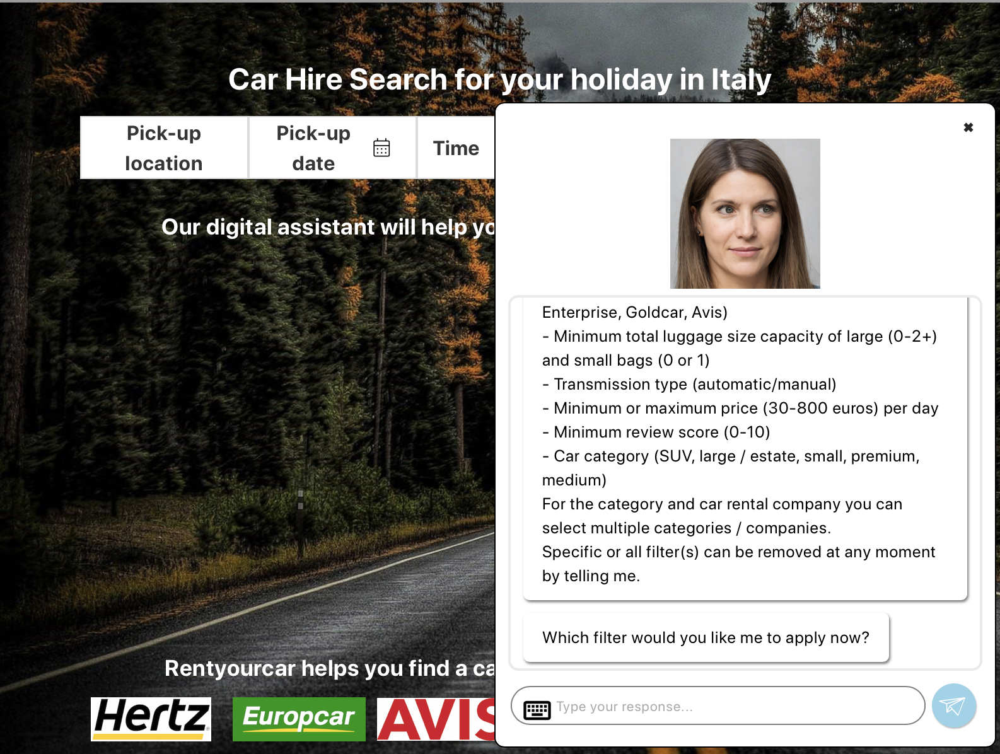 Car Hire Search for your holiday in Italy
Pick-up
location
Pick-up
date
Time
Our digital assistant will help
Enterprise, Goldcar, Avis)
- Minimum total luggage size capacity of large (0-2+)
and small bags (0 or 1)
- Transmission type (automatic/manual)
- Minimum or maximum price (30-800 euros) per day
- Minimum review score (0-10)
- Car category (SUV, large / estate, small, premium,
medium)
For the category and car rental company you can
select multiple categories / companies.
Specific or all filter(s) can be removed at any moment
by telling me.
Which filter would you like me to apply now?
Type your response...
Rentyourcar helps you find a
Hertz
Europcar
AVIS